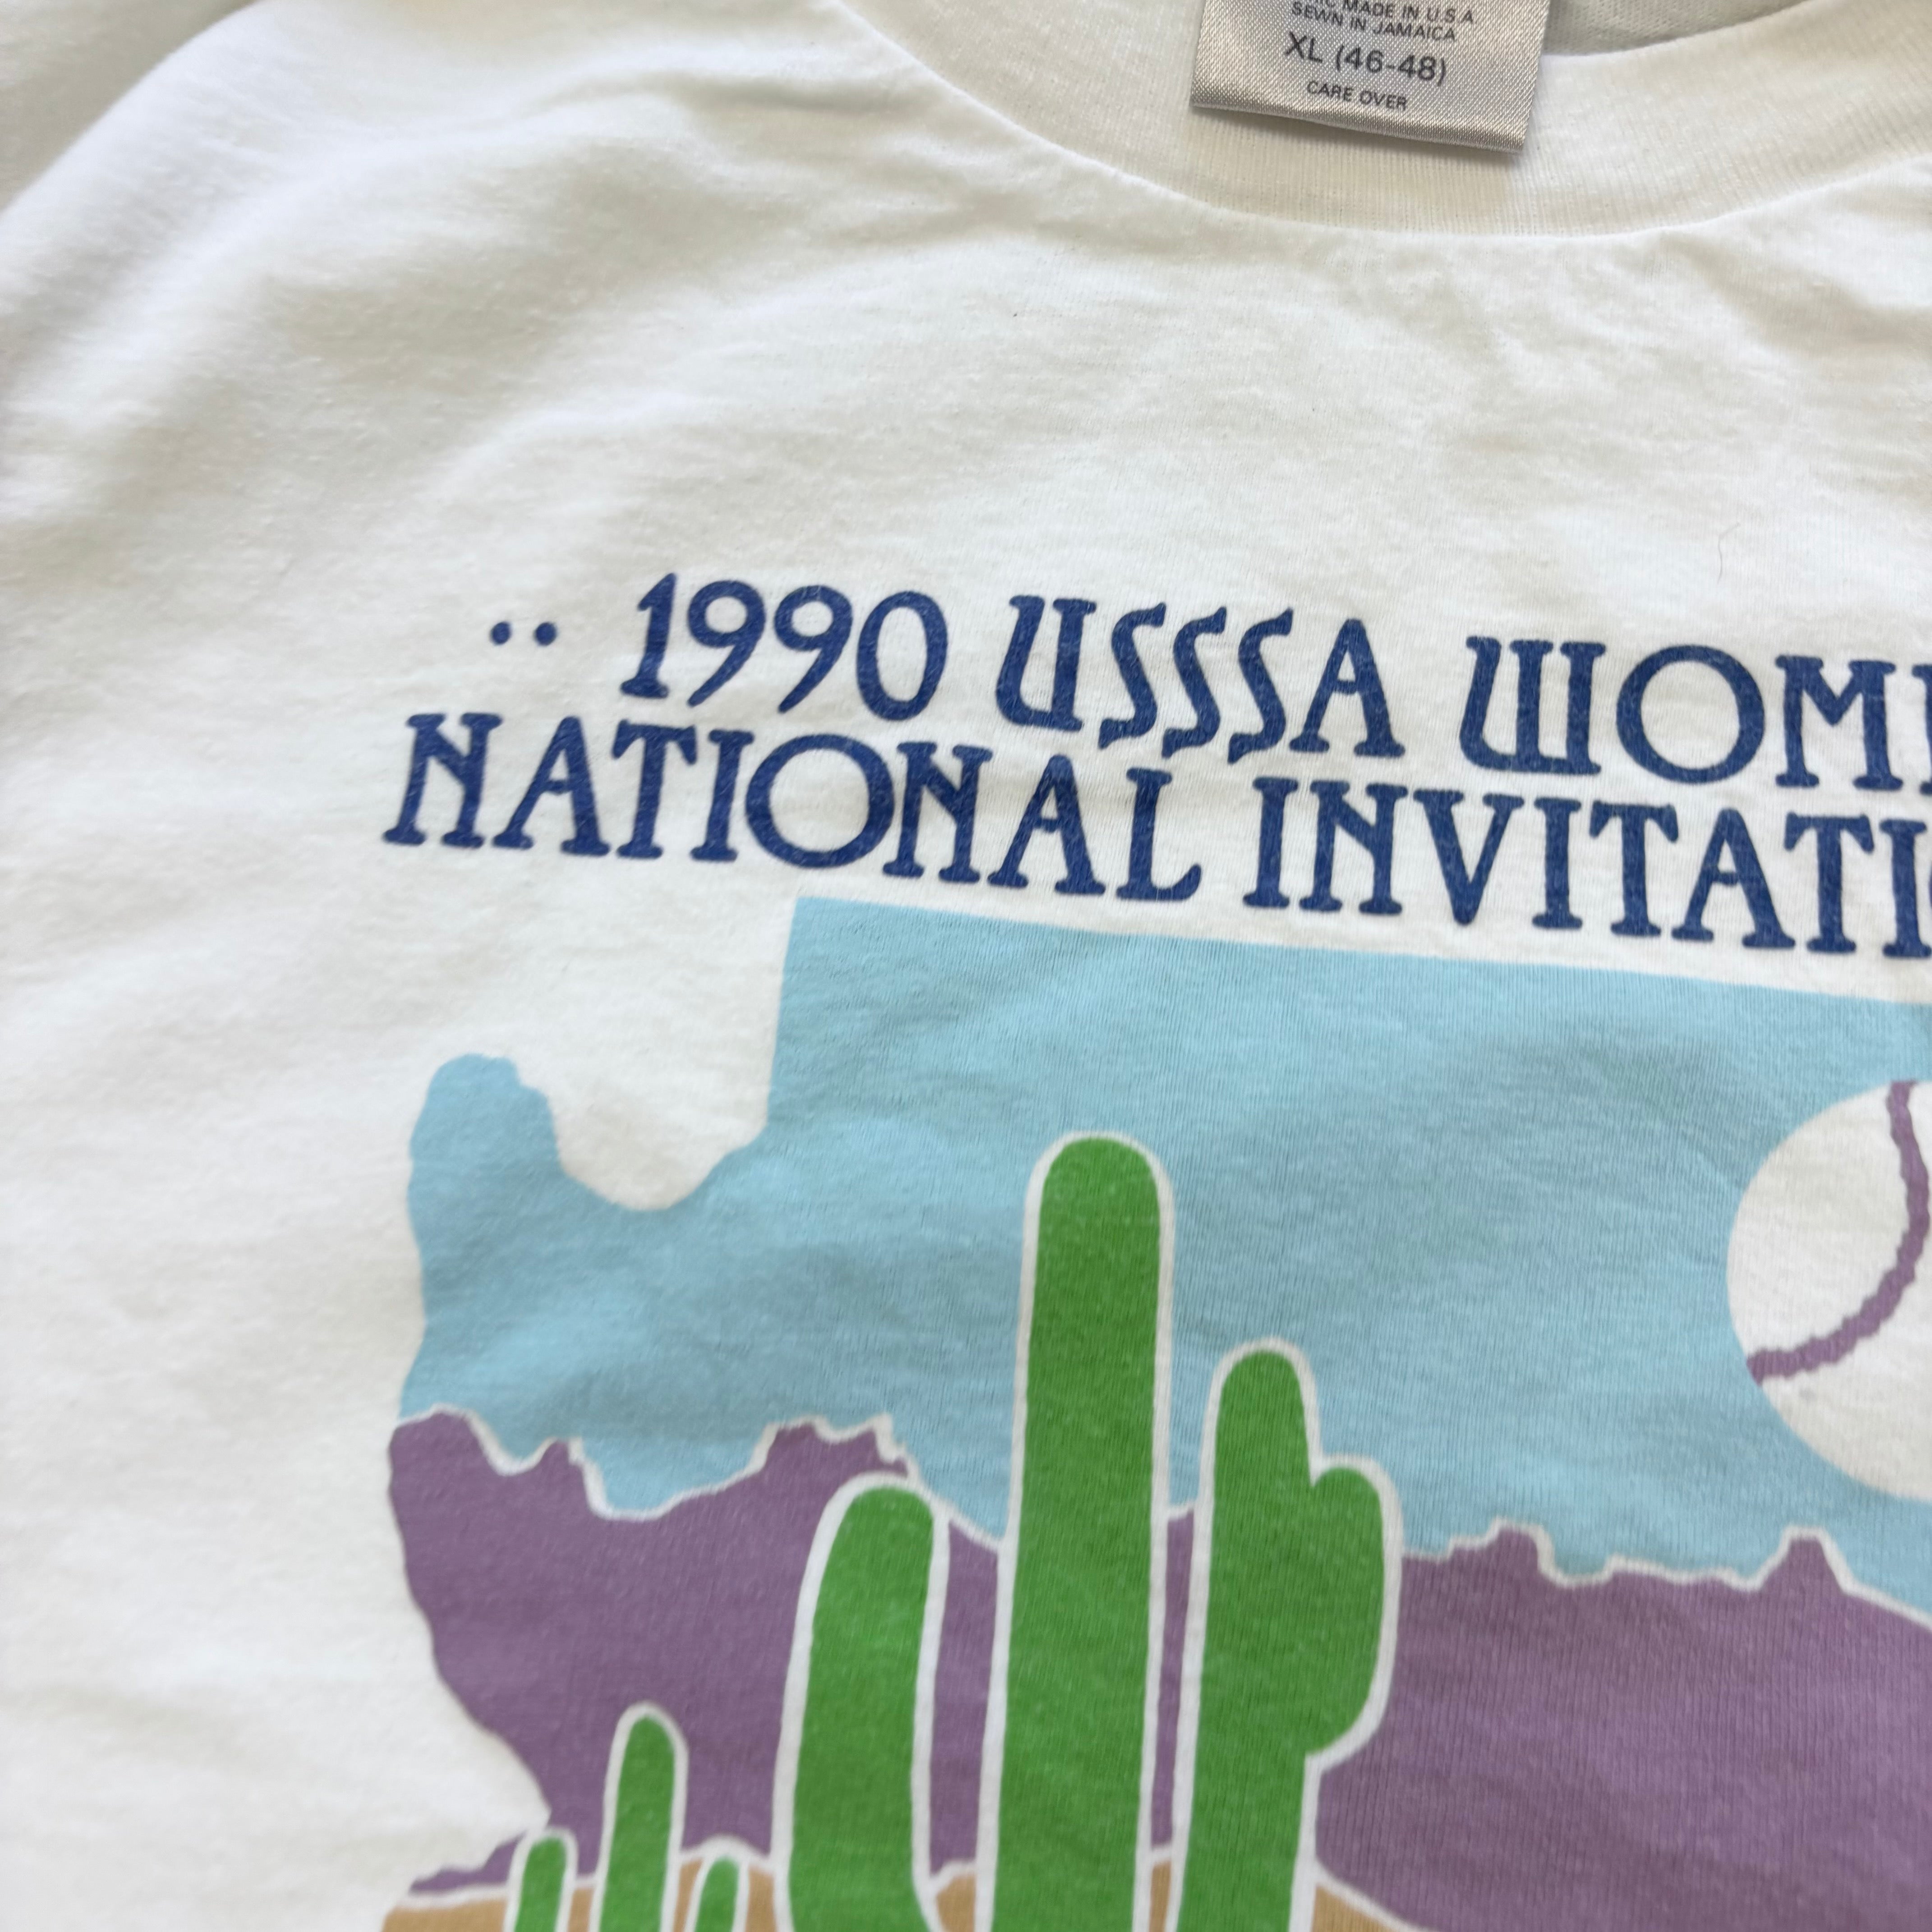 MADE IN U.S.A
SEWN IN JAMAICA
XL (46-48)
CARE OVER
·· 1990 USSSA WOM
NATIONAL INVITATI